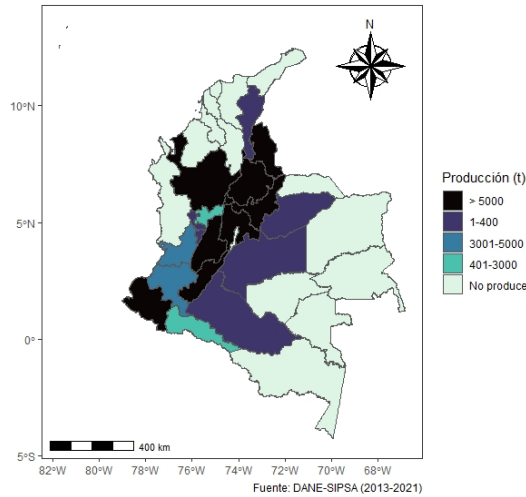 N
10°N
5°N
0°
5°S
Producción (t)
> 5000
1-400
3001-5000
401-3000
No produce
400 km
82°W 80°W 78°W 76°W 74°W 72°W 70°W 68°W
Fuente: DANE-SIPSA (2013-2021)